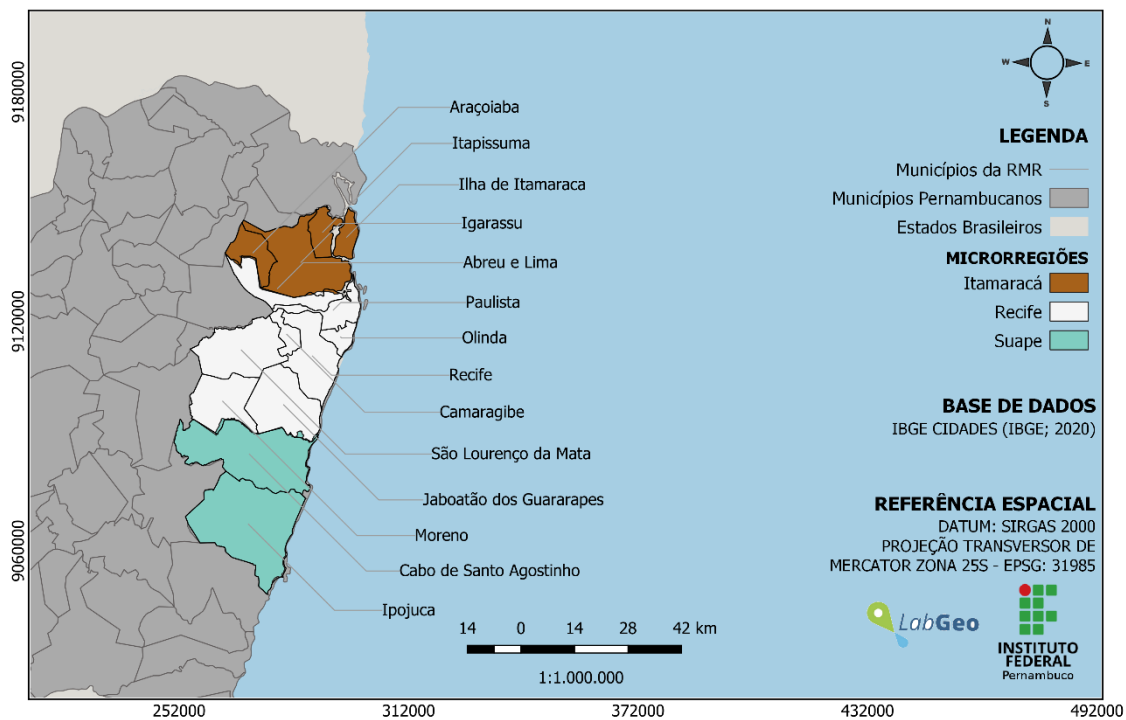 9180000
9120000
9060000
Araçoiaba
Itapissuma
Ilha de Itamaraca
Igarassu
Abreu e Lima
Paulista
Olinda
Recife
Camaragibe
São Lourenço da Mata
Jaboatão dos Guararapes
Moreno
Cabo de Santo Agostinho
Ipojuca
14 0 14 28 42 km
1:1.000.000
N
W E
S
LEGENDA
Municípios da RMR
Municípios Pernambucanos
Estados Brasileiros
MICRORREGIÕES
Itamaracá
Recife
Suape
BASE DE DADOS
IBGE CIDADES (IBGE; 2020)
REFERÊNCIA ESPACIAL
DATUM: SIRGAS 2000
PROJEÇÃO TRANSVERSOR DE
MERCATOR ZONA 25S - EPSG: 31985
LabGeo
INSTITUTO
FEDERAL
Pernambuco
252000 312000 372000 432000 492000